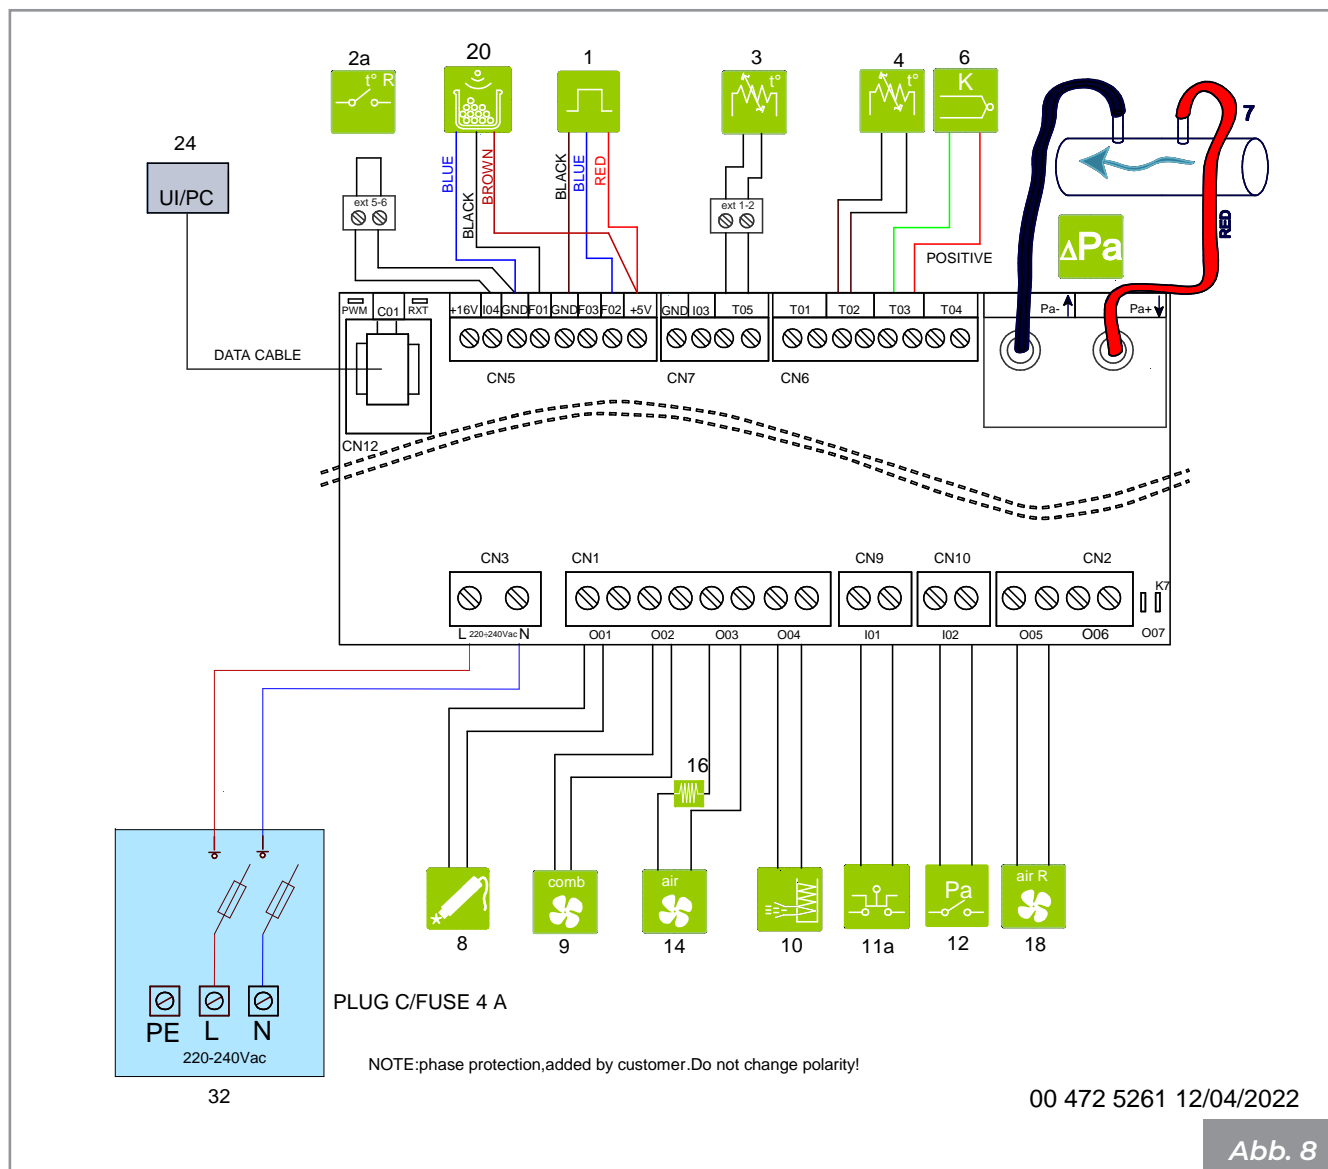 2a
20
1
3
4
6
7
t° R
t°
t°
K
24
UI/PC
BLUE
BLACK
BROWN
BLACK
BLUE
RED
RED
ext 5-6
ext 1-2
ΔPa
POSITIVE
PWM
C01
RXT
+16V
I04
GND
F01
GND
F03
F02
+5V
GND
I03
T05
T01
T02
T03
T04
Pa-
Pa+
DATA CABLE
CN5
CN7
CN6
CN12
CN3
CN1
CN9
CN10
CN2
K7
L
220÷240Vac
N
O01
O02
O03
O04
I01
I02
O05
O06
O07
16
comb
air
Pa
air R
8
9
14
10
11a
12
18
PE
L
N
220-240Vac
PLUG C/FUSE 4 A
32
NOTE:phase protection,added by customer.Do not change polarity!
00 472 5261 12/04/2022
Abb. 8